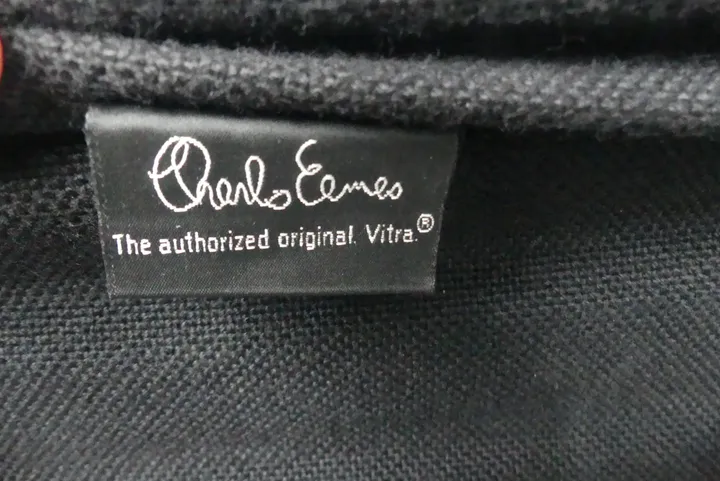 Charles Eames
The authorized original. Vitra.®